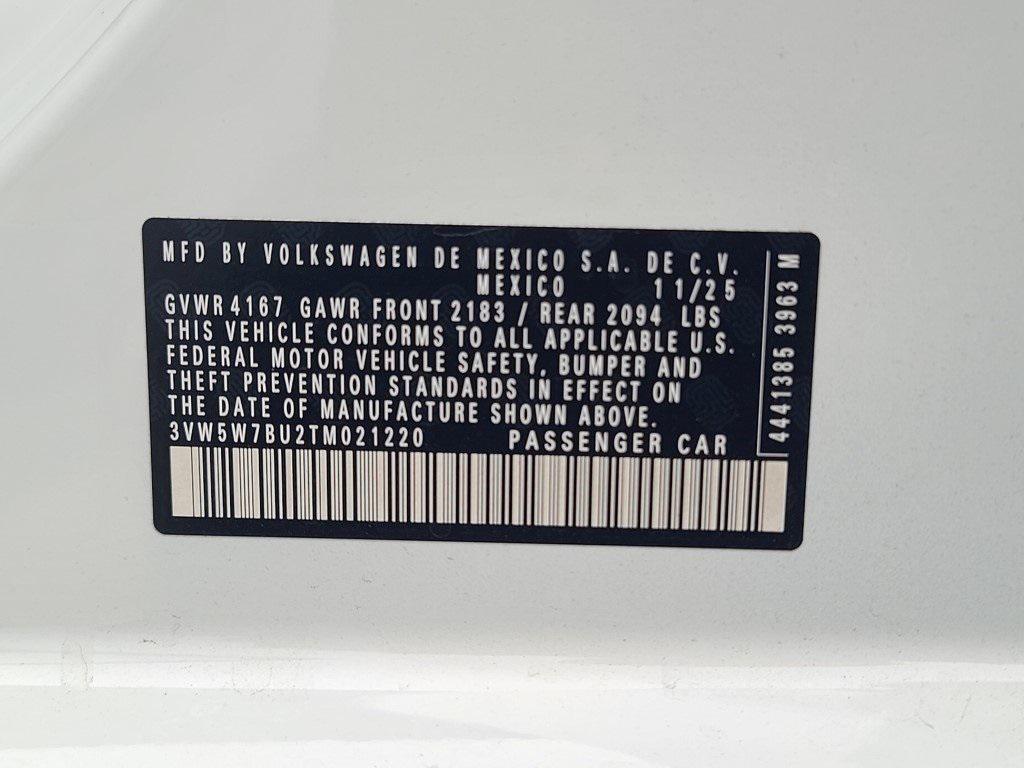 MFD BY VOLKSWAGEN DE MEXICO S.A. DE C.V.
MEXICO 11/25
GVWR 4167 GAWR FRONT 2183 / REAR 2094 LBS
THIS VEHICLE CONFORMS TO ALL APPLICABLE U.S.
FEDERAL MOTOR VEHICLE SAFETY, BUMPER AND
THEFT PREVENTION STANDARDS IN EFFECT ON
THE DATE OF MANUFACTURE SHOWN ABOVE.
3VW5W7BU2TM021220 PASSENGER CAR
4441385 3963 M